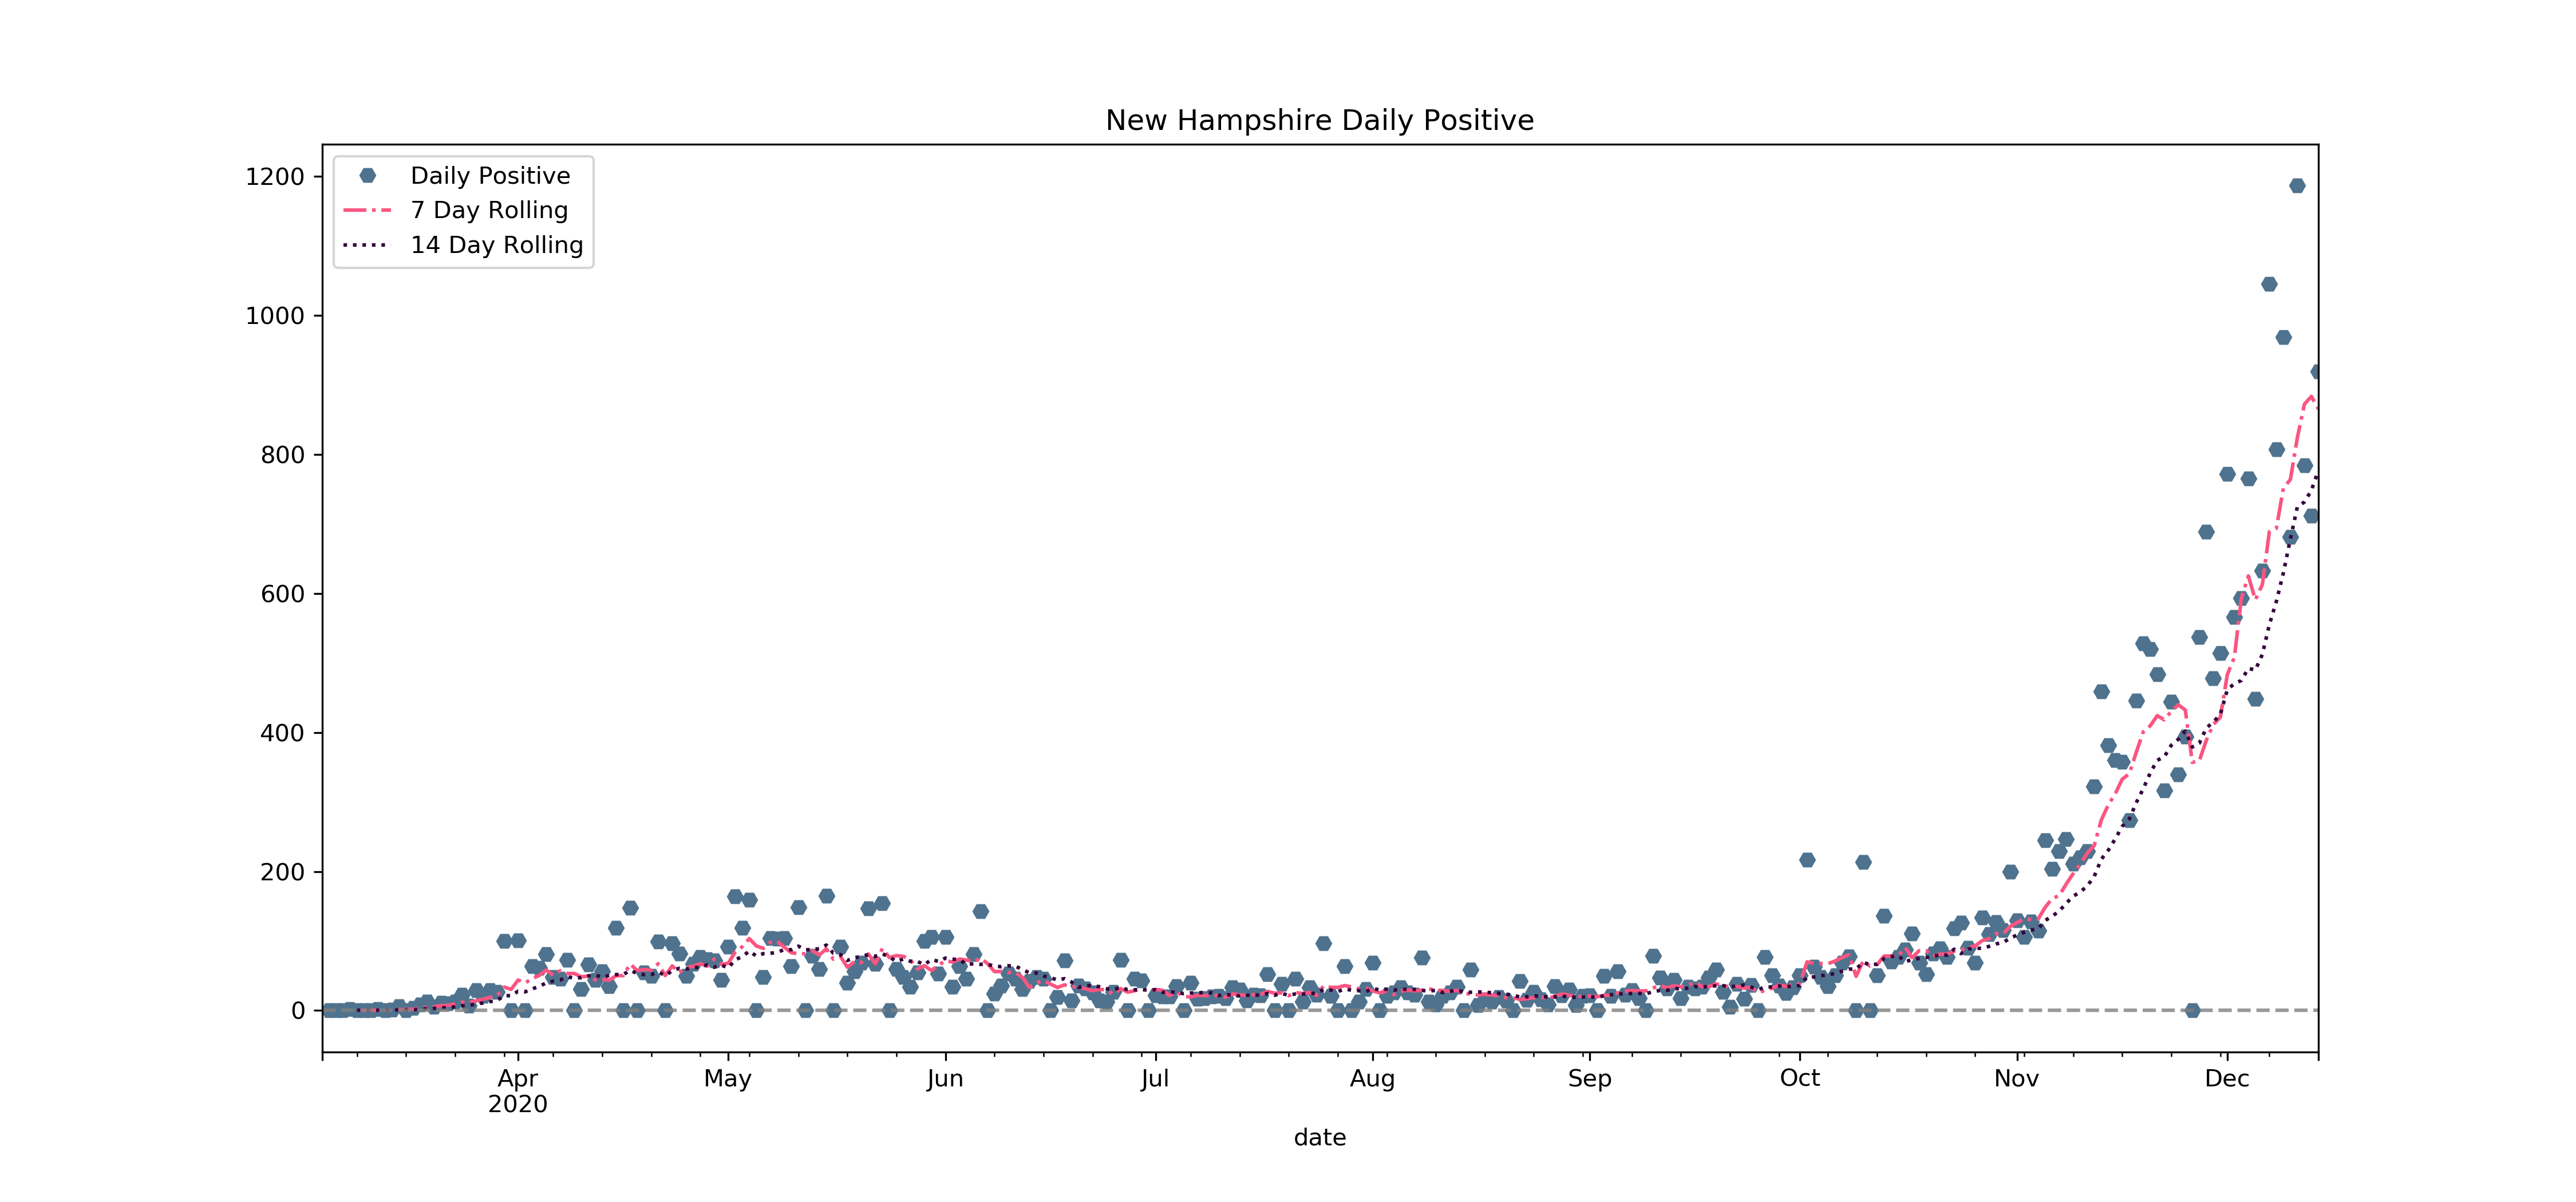 New Hampshire Daily Positive
Daily Positive
7 Day Rolling
14 Day Rolling
1200
1000
800
600
400
200
0
Apr May Jun Jul Aug Sep Oct Nov Dec
2020
date